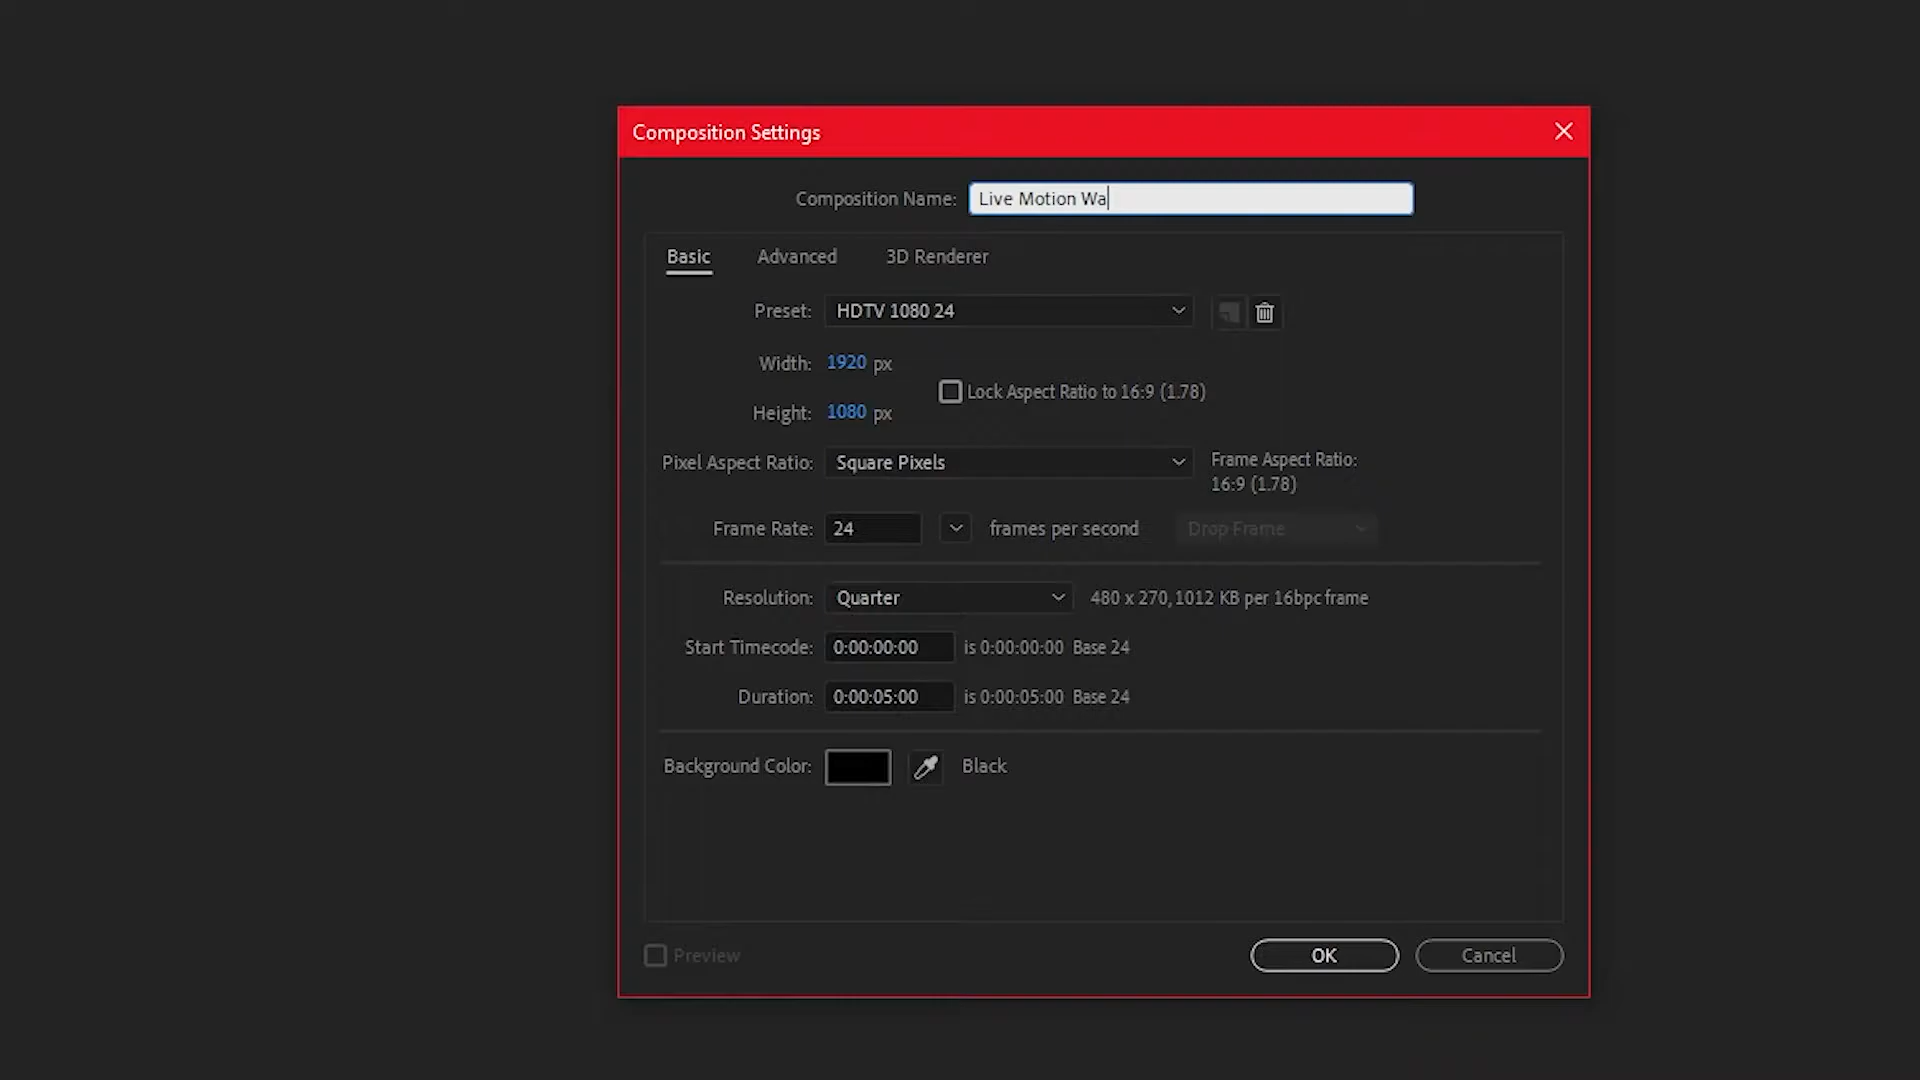 Composition Settings
Composition Name: Live Motion Wa
Basic Advanced 3D Renderer
Preset: HDTV 1080 24
Width: 1920 px
Lock Aspect Ratio to 16:9 (1.78)
Height: 1080 px
Pixel Aspect Ratio: Square Pixels Frame Aspect Ratio:
16:9 (1.78)
Frame Rate: 24 frames per second Drop Frame
Resolution: Quarter 480 x 270, 1012 KB per 16bpc frame
Start Timecode: 0:00:00:00 is 0:00:00:00 Base 24
Duration: 0:00:05:00 is 0:00:05:00 Base 24
Background Color: Black
Preview OK Cancel